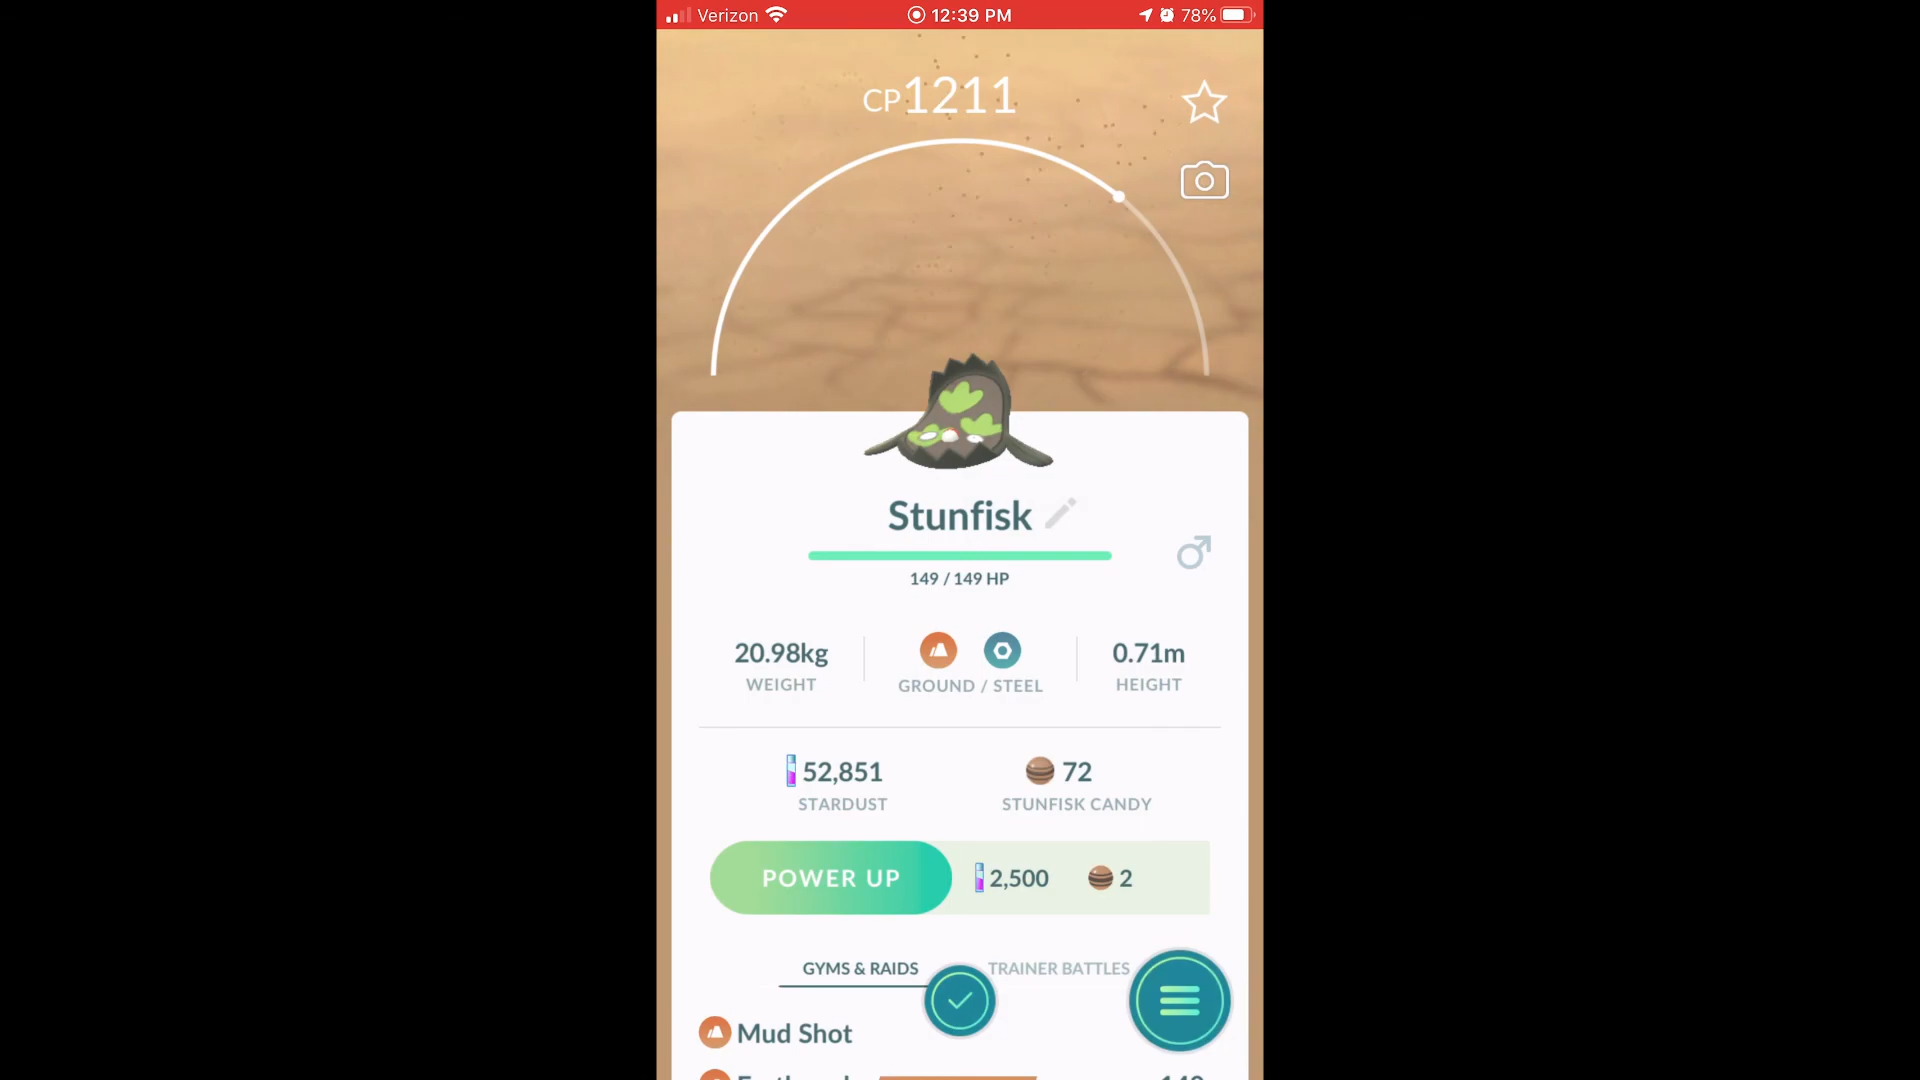 Verizon 12:39 PM 78%
CP1211
Stunfisk
149 / 149 HP
20.98kg 0.71m
WEIGHT GROUND / STEEL HEIGHT
52,851 72
STARDUST STUNFISK CANDY
POWER UP 2,500 2
GYMS & RAIDS TRAINER BATTLES
Mud Shot